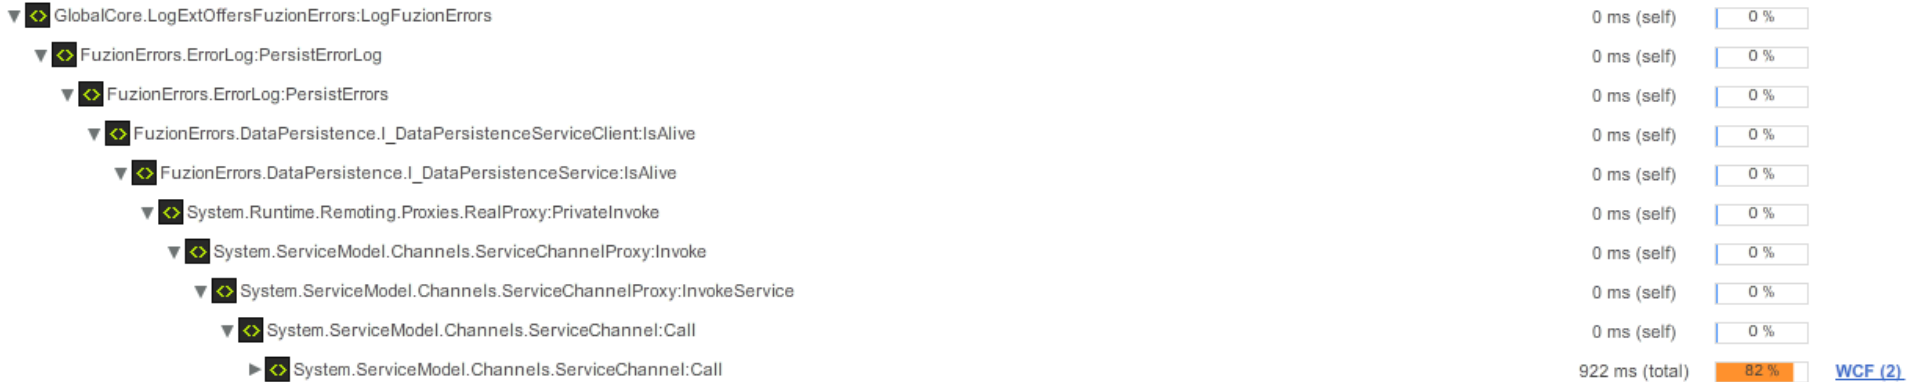 GlobalCore.LogExtOffersFuzionErrors:LogFuzionErrors 0 ms (self) 0 %
FuzionErrors.ErrorLog:PersistErrorLog 0 ms (self) 0 %
FuzionErrors.ErrorLog:PersistErrors 0 ms (self) 0 %
FuzionErrors.DataPersistence.I_DataPersistenceServiceClient:IsAlive 0 ms (self) 0 %
FuzionErrors.DataPersistence.I_DataPersistenceService:IsAlive 0 ms (self) 0 %
System.Runtime.Remoting.Proxies.RealProxy:PrivateInvoke 0 ms (self) 0 %
System.ServiceModel.Channels.ServiceChannelProxy:Invoke 0 ms (self) 0 %
System.ServiceModel.Channels.ServiceChannelProxy:InvokeService 0 ms (self) 0 %
System.ServiceModel.Channels.ServiceChannel:Call 0 ms (self) 0 %
System.ServiceModel.Channels.ServiceChannel:Call 922 ms (total) 82 % WCF (2)